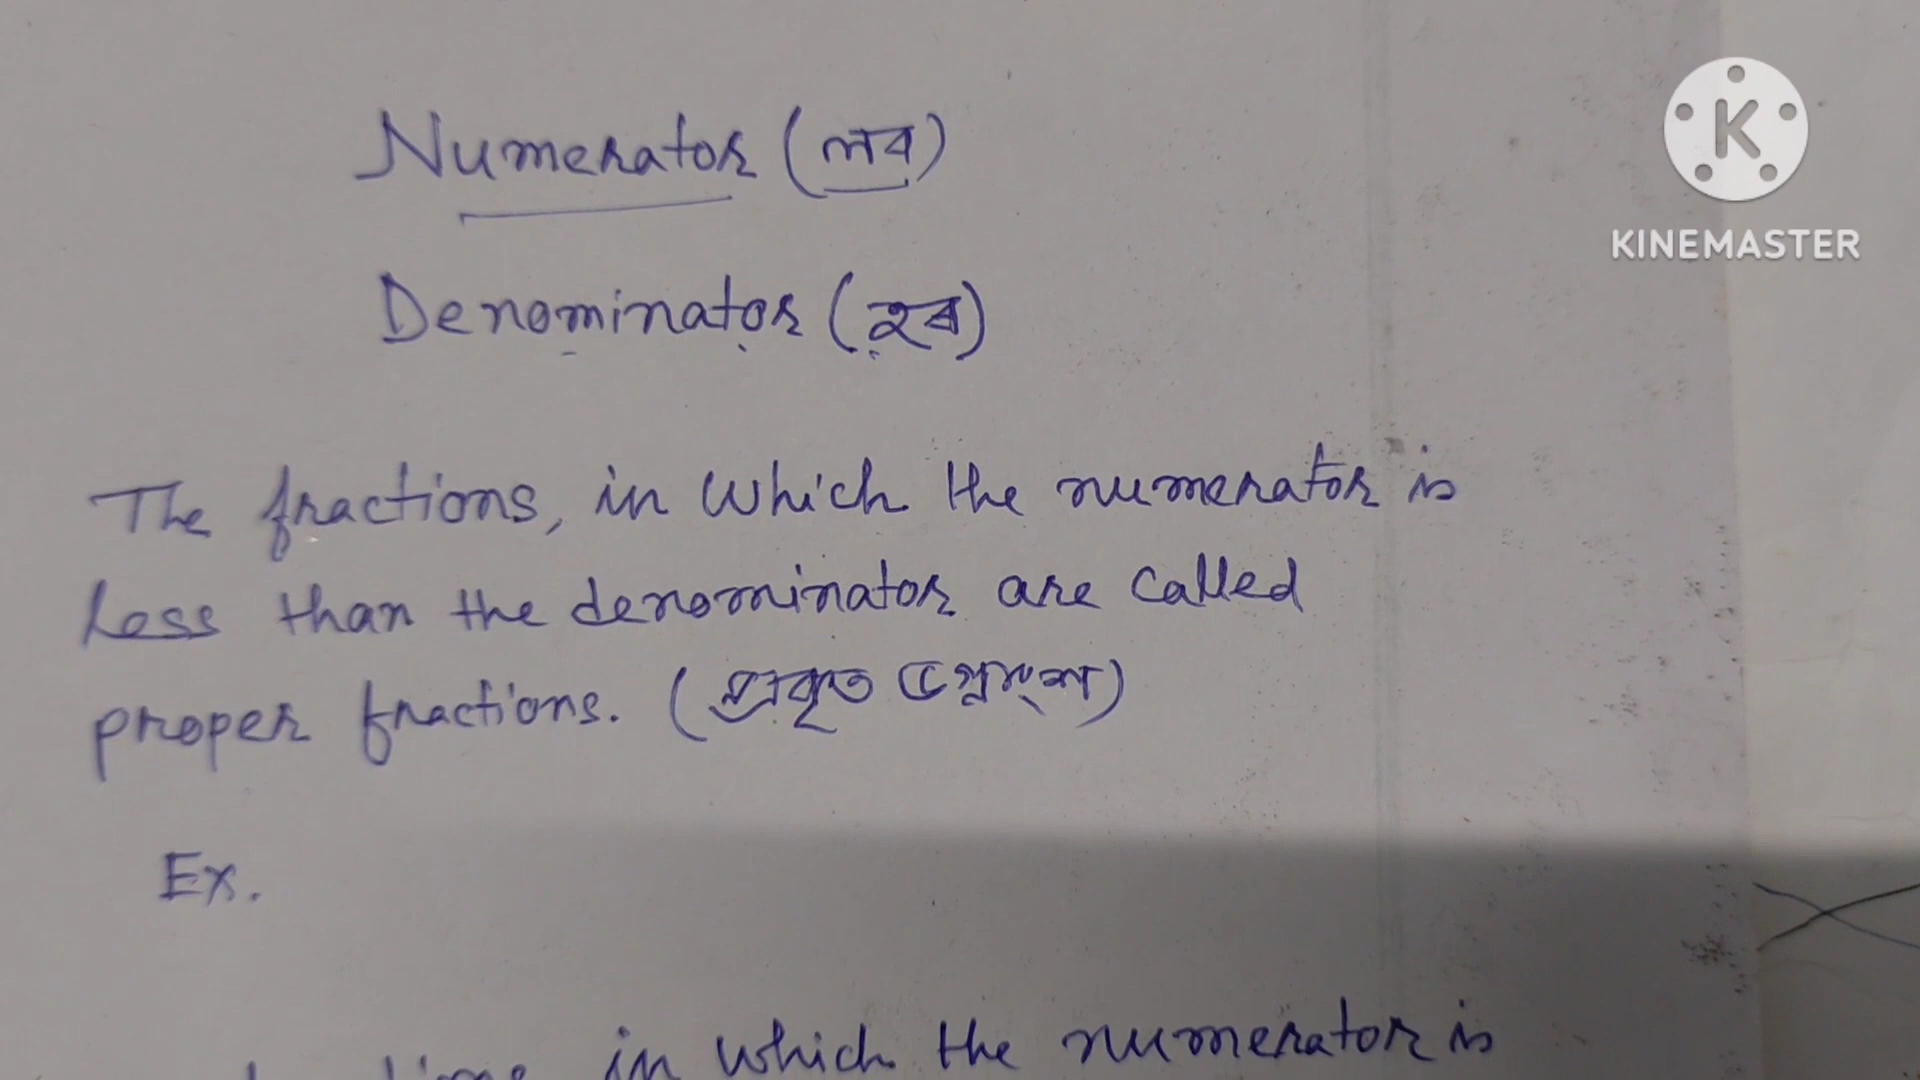 Numerator (লব)
Denominator (হৰ)
The fractions, in which the numerator is
less than the denominator are called
proper fractions. (প্রকৃত ভগ্নাংশ)
Ex.
in which the numerator is
KINEMASTER